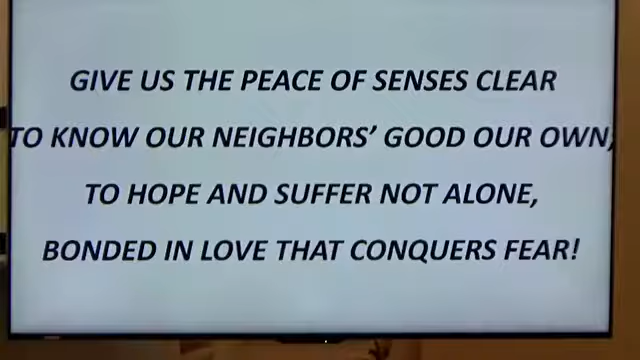 GIVE US THE PEACE OF SENSES CLEAR
TO KNOW OUR NEIGHBORS’ GOOD OUR OWN,
TO HOPE AND SUFFER NOT ALONE,
BONDED IN LOVE THAT CONQUERS FEAR!